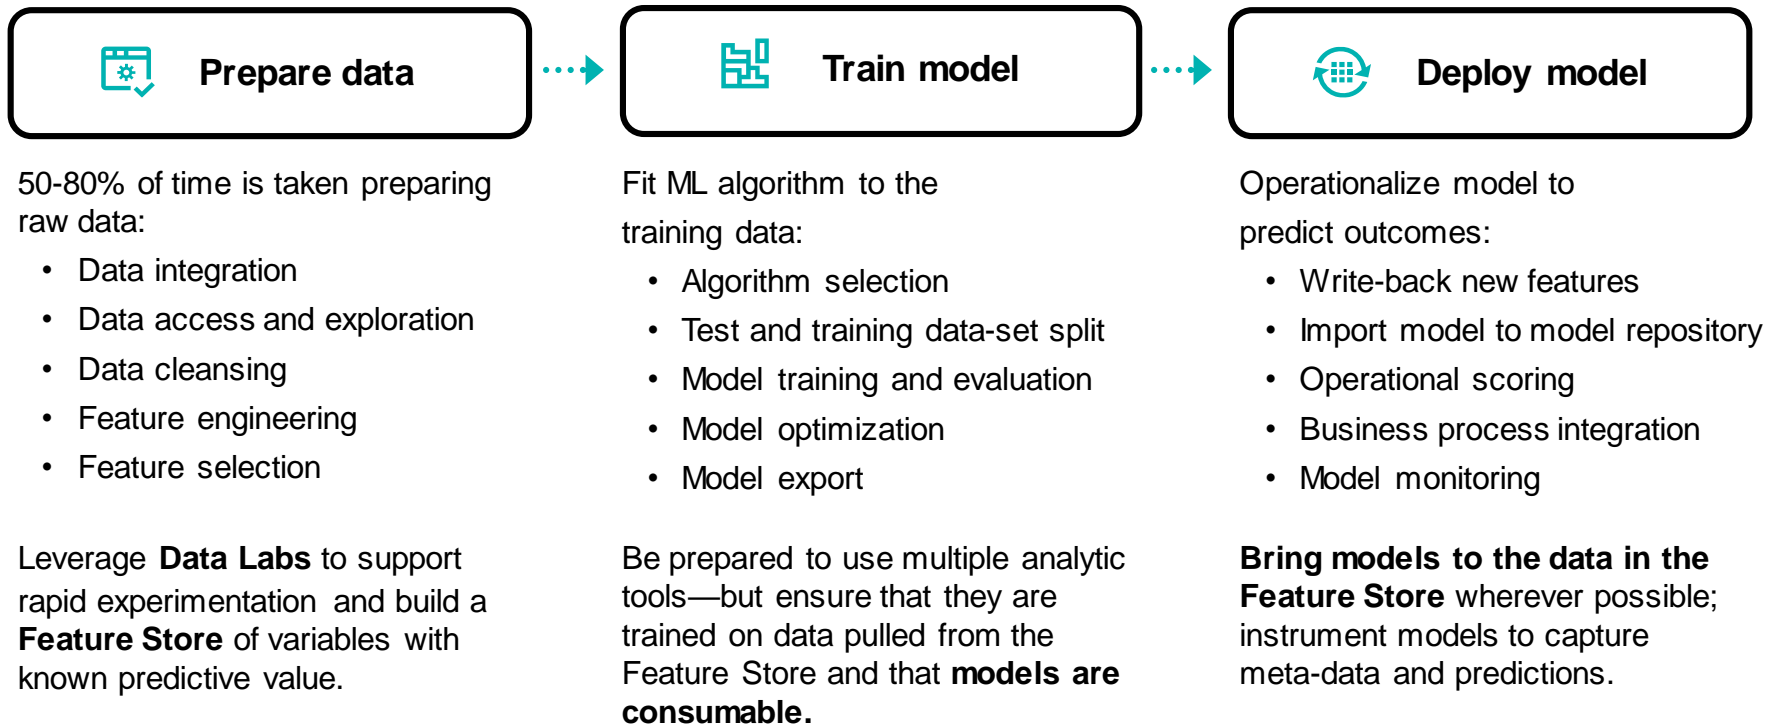 Prepare data
Train model
Deploy model
50-80% of time is taken preparing
raw data:
• Data integration
• Data access and exploration
• Data cleansing
• Feature engineering
• Feature selection
Leverage Data Labs to support
rapid experimentation and build a
Feature Store of variables with
known predictive value.
Fit ML algorithm to the
training data:
• Algorithm selection
• Test and training data-set split
• Model training and evaluation
• Model optimization
• Model export
Be prepared to use multiple analytic
tools—but ensure that they are
trained on data pulled from the
Feature Store and that models are
consumable.
Operationalize model to
predict outcomes:
• Write-back new features
• Import model to model repository
• Operational scoring
• Business process integration
• Model monitoring
Bring models to the data in the
Feature Store wherever possible;
instrument models to capture
meta-data and predictions.